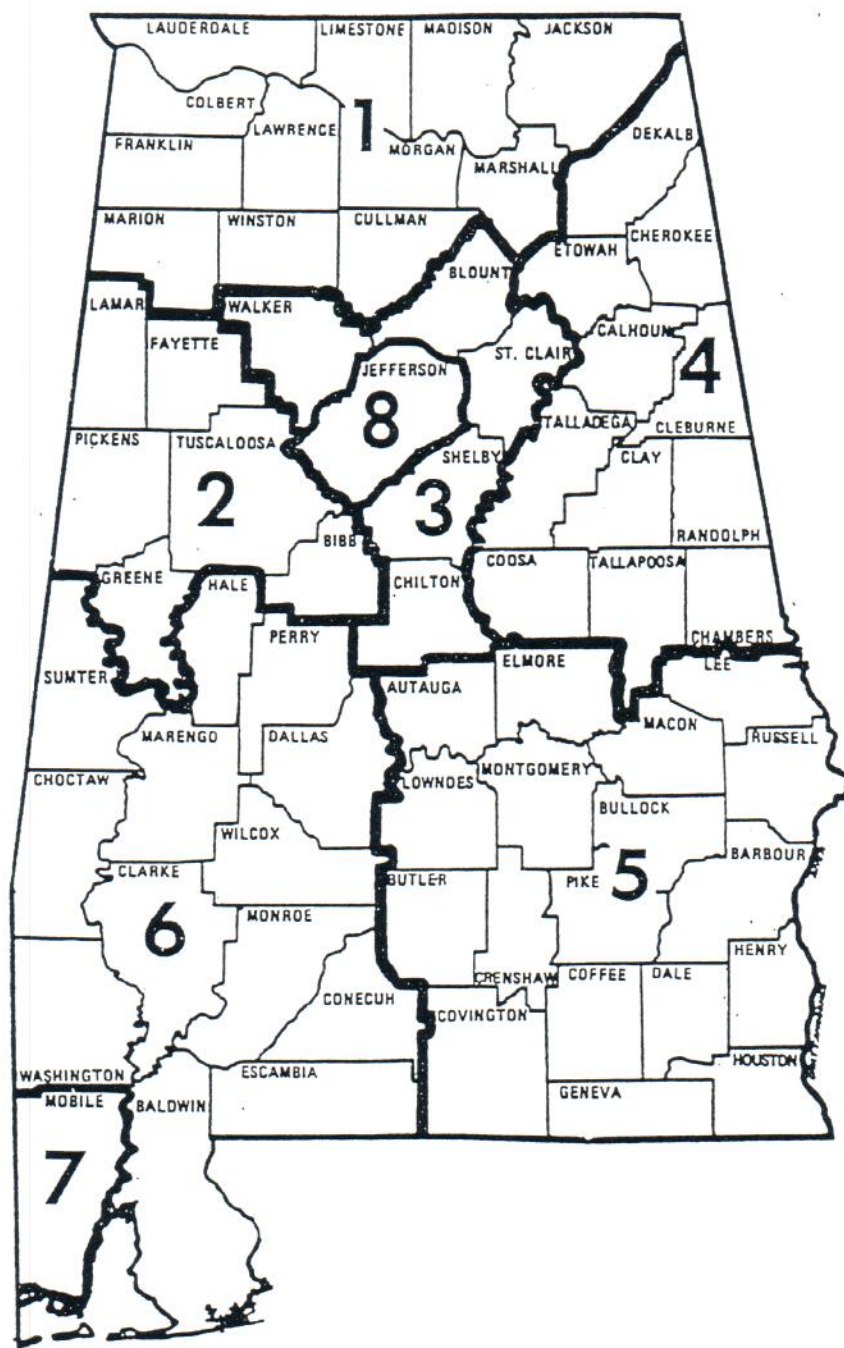 LAUDERDALE
LIMESTONE
MADISON
JACKSON
COLBERT
LAWRENCE
1
FRANKLIN
MORGAN
MARSHALL
DEKALB
MARION
WINSTON
CULLMAN
ETOWAH
CHEROKEE
BLOUNT
LAMAR
WALKER
FAYETTE
CALHOUN
ST. CLAIR
JEFFERSON
4
8
TALLADEGA
CLEBURNE
PICKENS
TUSCALOOSA
SHELBY
CLAY
2
3
BIBB
RANDOLPH
GREENE
HALE
CHILTON
COOSA
TALLAPOOSA
PERRY
CHAMBERS
LEE
SUMTER
AUTAUGA
ELMORE
MACON
MARENGO
DALLAS
RUSSELL
CHOCTAW
LOWNDES
MONTGOMERY
BULLOCK
WILCOX
BARBOUR
CLARKE
BUTLER
PIKE
5
6
MONROE
HENRY
CRENSHAW
COFFEE
DALE
CONECUH
COVINGTON
WASHINGTON
ESCAMBIA
HOUSTON
MOBILE
BALDWIN
GENEVA
7